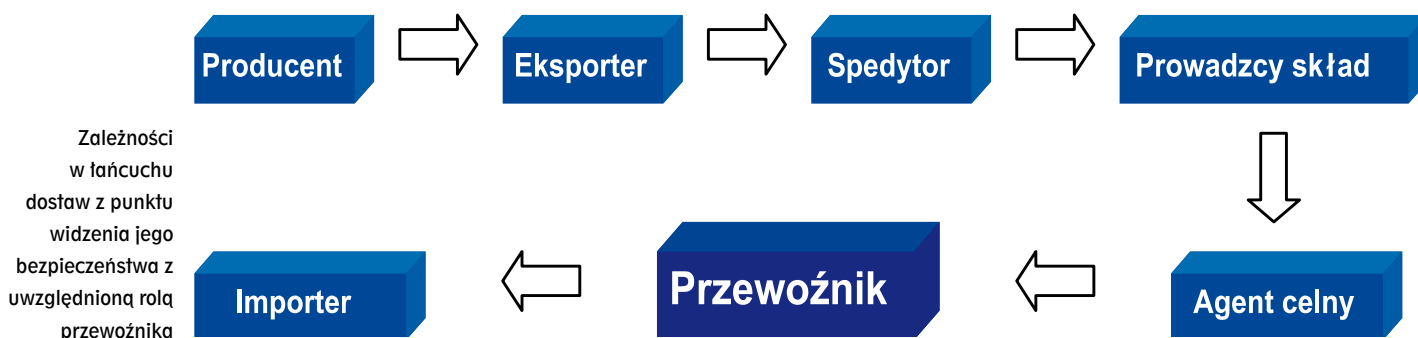 Producent
Eksporter
Spedytor
Prowadzcy skład
Zależności
w łańcuchu
dostaw z punktu
widzenia jego
bezpieczeństwa z
uwzględnioną rolą
przewoźnika
Importer
Przewoźnik
Agent celny